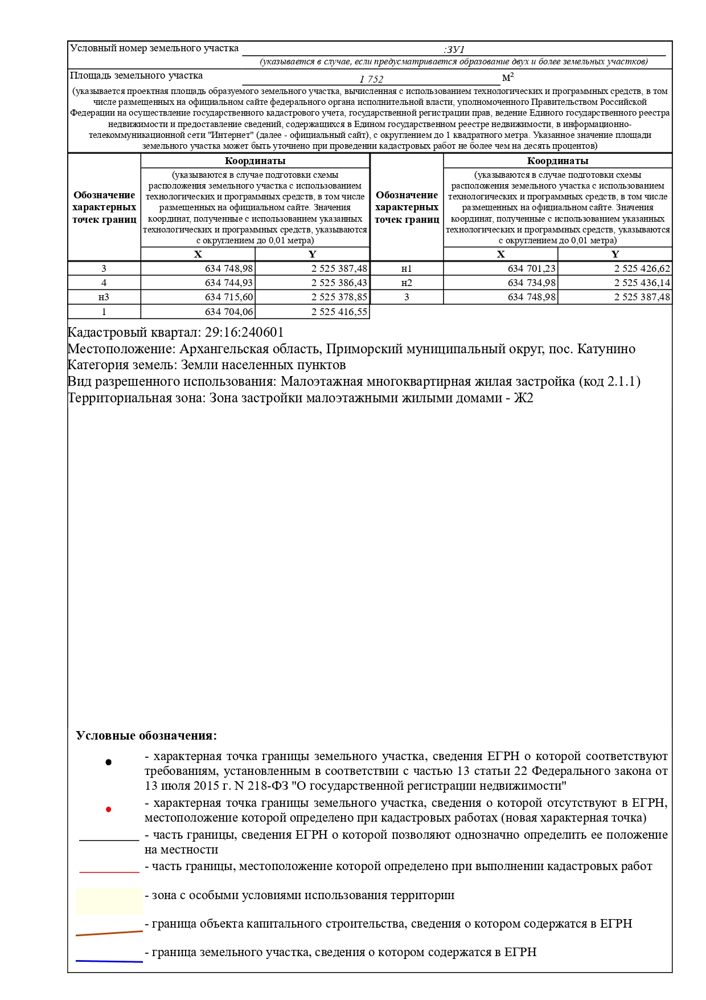 Условный номер земельного участка :ЗУ1
(указывается в случае, если предусматривается образование двух и более земельных участков)
Площадь земельного участка 1 752 м²
(указывается проектная площадь образуемого земельного участка, вычисленная с использованием технологических и программных средств, в том
числе размещенных на официальном сайте федерального органа исполнительной власти, уполномоченного Правительством Российской
Федерации на осуществление государственного кадастрового учета, государственной регистрации прав, ведение Единого государственного реестра
недвижимости и предоставление сведений, содержащихся в Едином государственном реестре недвижимости, в информационно-
телекоммуникационной сети "Интернет" (далее - официальный сайт), с округлением до 1 квадратного метра. Указанное значение площади
земельного участка может быть уточнено при проведении кадастровых работ не более чем на десять процентов)
Обозначение
характерных
точек границ
Координаты
(указываются в случае подготовки схемы
расположения земельного участка с использованием
технологических и программных средств, в том числе
размещенных на официальном сайте. Значения
координат, полученные с использованием указанных
технологических и программных средств, указываются
с округлением до 0,01 метра)
X Y
Обозначение
характерных
точек границ
Координаты
(указываются в случае подготовки схемы
расположения земельного участка с использованием
технологических и программных средств, в том числе
размещенных на официальном сайте. Значения
координат, полученные с использованием указанных
технологических и программных средств, указываются
с округлением до 0,01 метра)
X Y
3 634 748,98 2 525 387,48 н1 634 701,23 2 525 426,62
4 634 744,93 2 525 386,43 н2 634 734,98 2 525 436,14
н3 634 715,60 2 525 378,85 3 634 748,98 2 525 387,48
1 634 704,06 2 525 416,55
Кадастровый квартал: 29:16:240601
Местоположение: Архангельская область, Приморский муниципальный округ, пос. Катунино
Категория земель: Земли населенных пунктов
Вид разрешенного использования: Малоэтажная многоквартирная жилая застройка (код 2.1.1)
Территориальная зона: Зона застройки малоэтажными жилыми домами - Ж2
Условные обозначения:
- характерная точка границы земельного участка, сведения ЕГРН о которой соответствуют
требованиям, установленным в соответствии с частью 13 статьи 22 Федерального закона от
13 июля 2015 г. N 218-ФЗ "О государственной регистрации недвижимости"
- характерная точка границы земельного участка, сведения о которой отсутствуют в ЕГРН,
местоположение которой определено при кадастровых работах (новая характерная точка)
- часть границы, сведения ЕГРН о которой позволяют однозначно определить ее положение
на местности
- часть границы, местоположение которой определено при выполнении кадастровых работ
- зона с особыми условиями использования территории
- граница объекта капитального строительства, сведения о котором содержатся в ЕГРН
- граница земельного участка, сведения о котором содержатся в ЕГРН